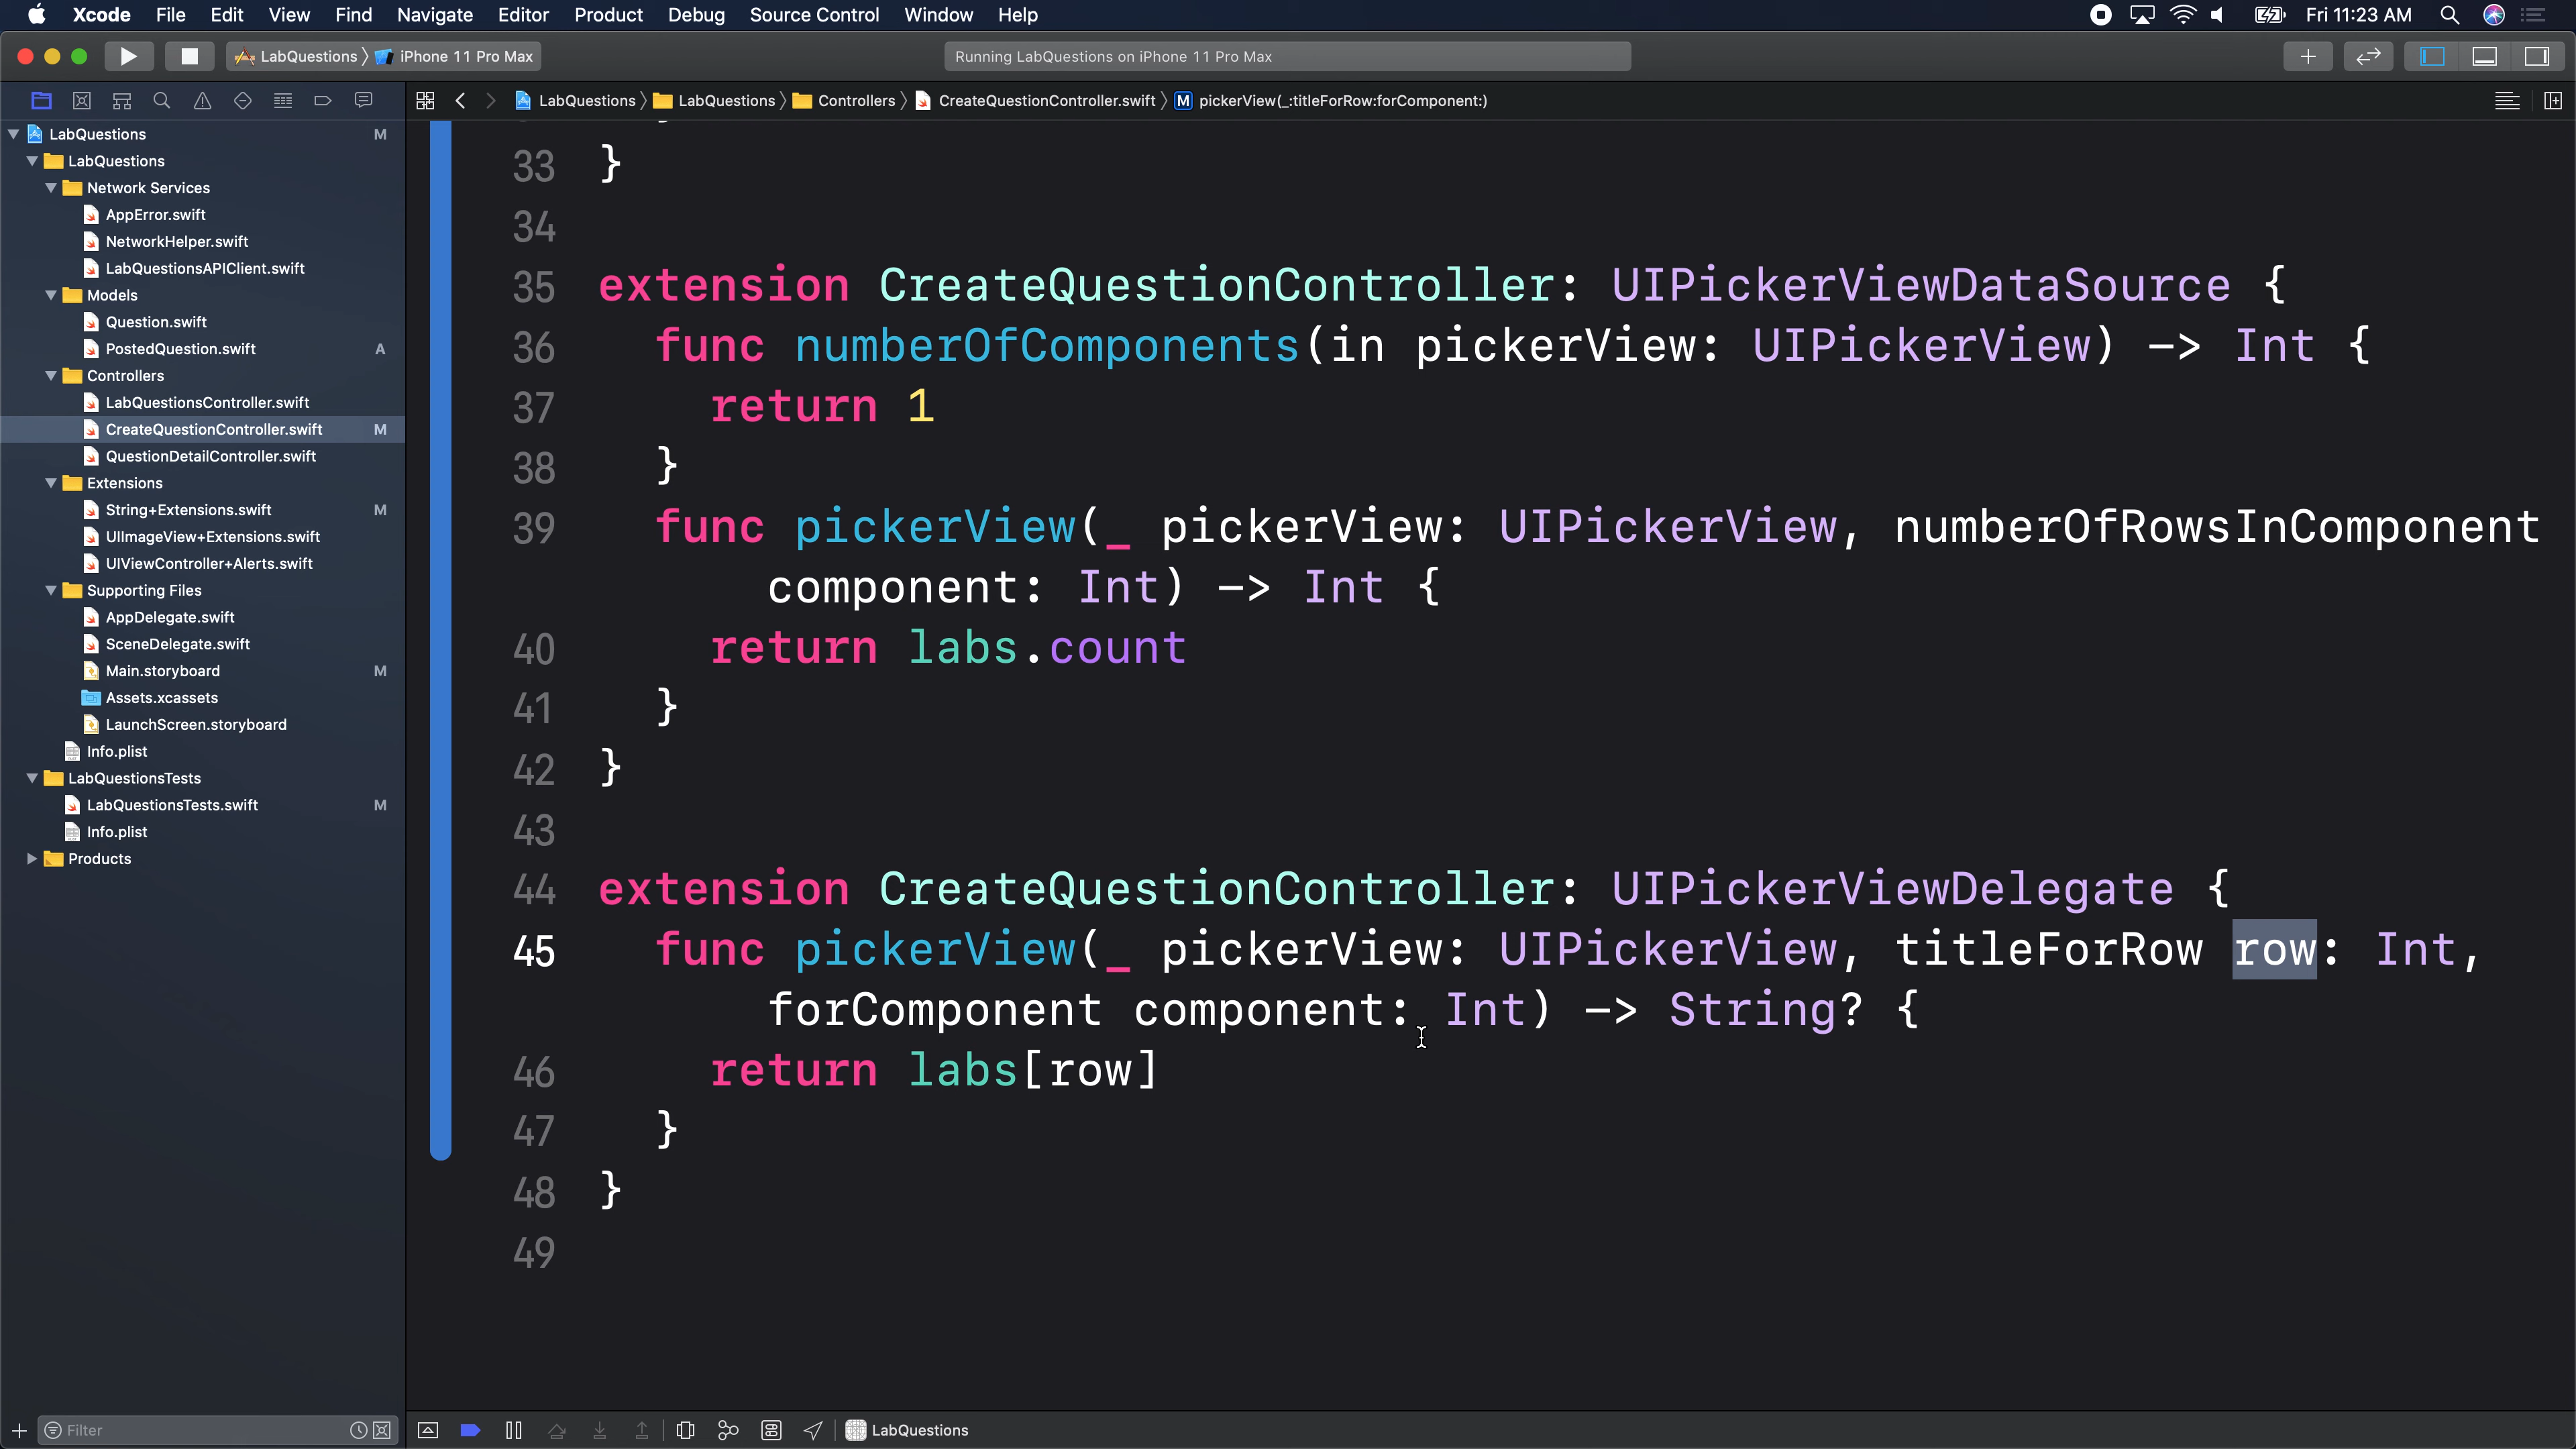 Xcode File Edit View Find Navigate Editor Product Debug Source Control Window Help Fri 11:23 AM
LabQuestions iPhone 11 Pro Max Running LabQuestions on iPhone 11 Pro Max
LabQuestions LabQuestions Controllers CreateQuestionController.swift M pickerView(_:titleForRow:forComponent:)
LabQuestions M
LabQuestions
Network Services
AppError.swift
NetworkHelper.swift
LabQuestionsAPIClient.swift
Models
Question.swift
PostedQuestion.swift A
Controllers
LabQuestionsController.swift
CreateQuestionController.swift M
QuestionDetailController.swift
Extensions
String+Extensions.swift M
UIImageView+Extensions.swift
UIViewController+Alerts.swift
Supporting Files
AppDelegate.swift
SceneDelegate.swift
Main.storyboard M
Assets.xcassets
LaunchScreen.storyboard
Info.plist
LabQuestionsTests
LabQuestionsTests.swift M
Info.plist
Products
Filter
33 }
34
35 extension CreateQuestionController: UIPickerViewDataSource {
36 func numberOfComponents(in pickerView: UIPickerView) -> Int {
37 return 1
38 }
39 func pickerView(_ pickerView: UIPickerView, numberOfRowsInComponent
component: Int) -> Int {
40 return labs.count
41 }
42 }
43
44 extension CreateQuestionController: UIPickerViewDelegate {
45 func pickerView(_ pickerView: UIPickerView, titleForRow row: Int,
forComponent component: Int) -> String? {
46 return labs[row]
47 }
48 }
49
LabQuestions